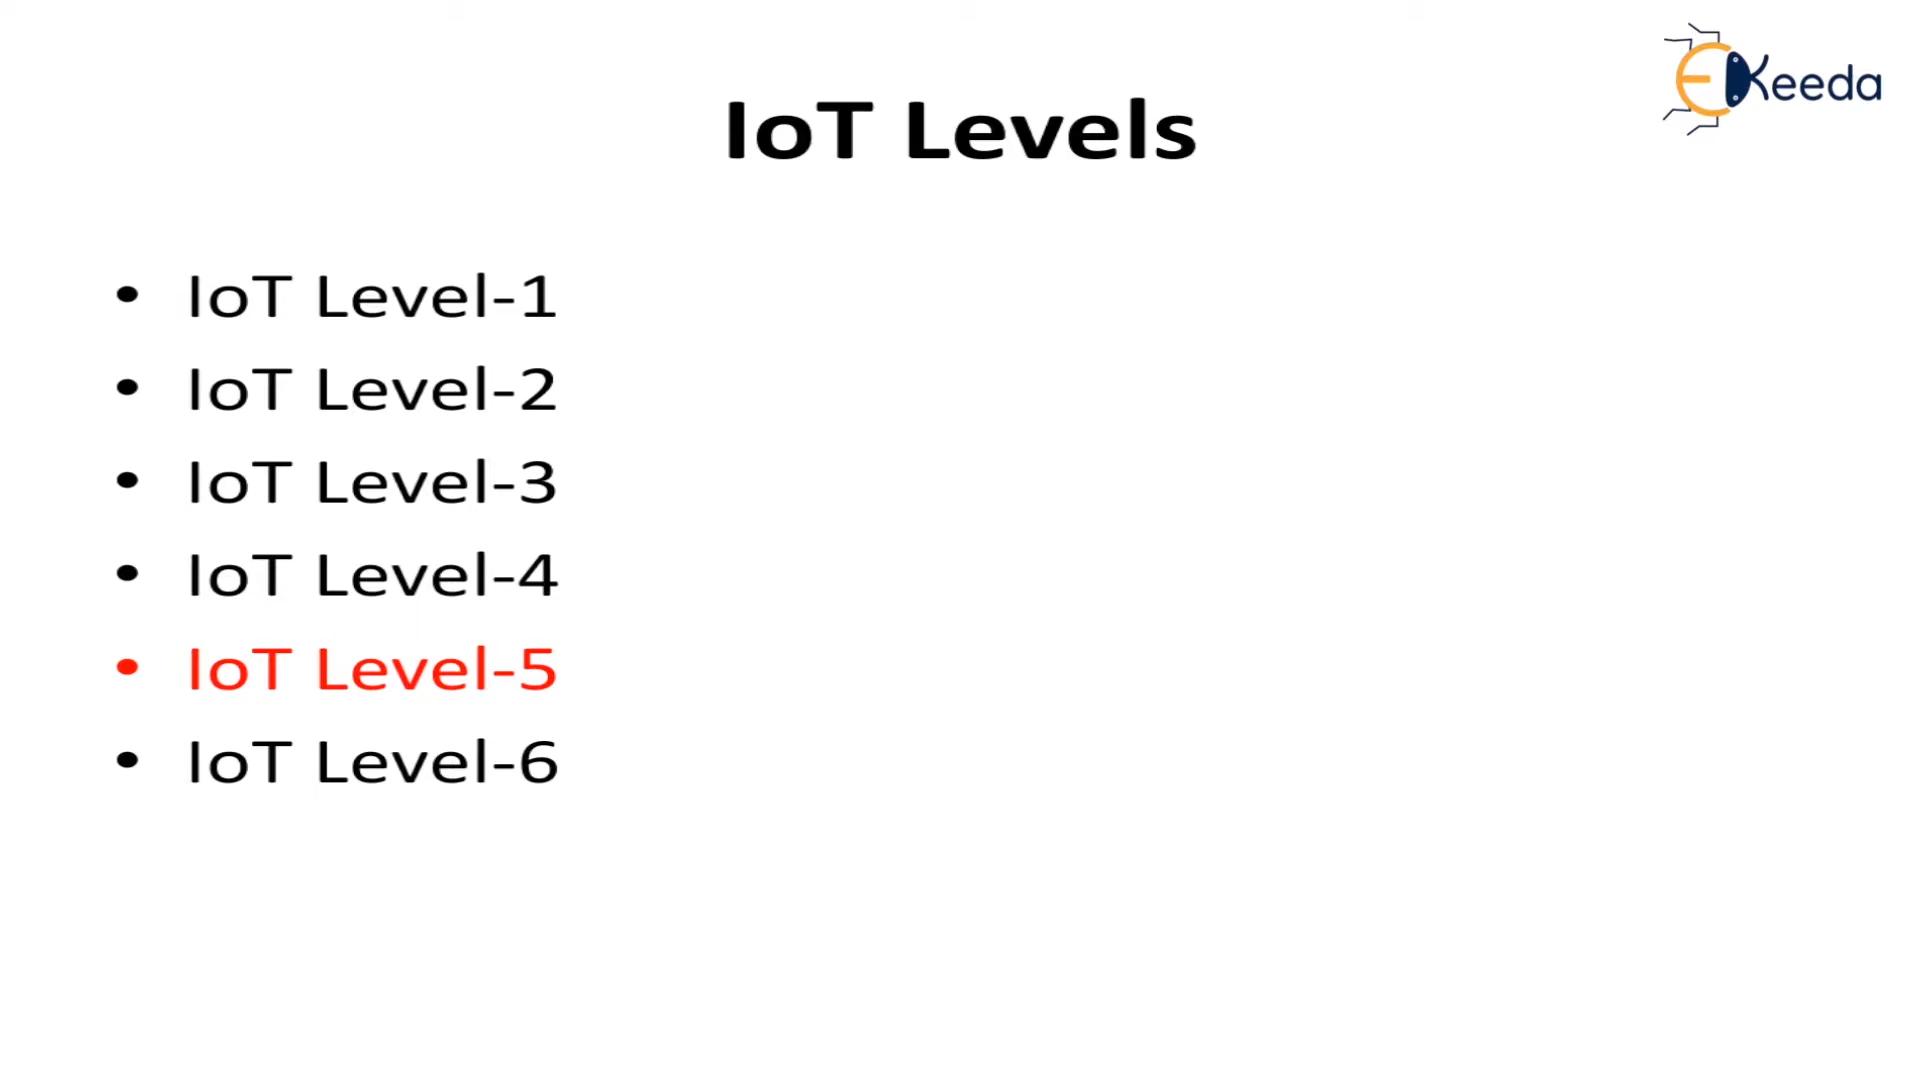 EKeeda
IoT Levels
• IoT Level-1
• IoT Level-2
• IoT Level-3
• IoT Level-4
• IoT Level-5
• IoT Level-6